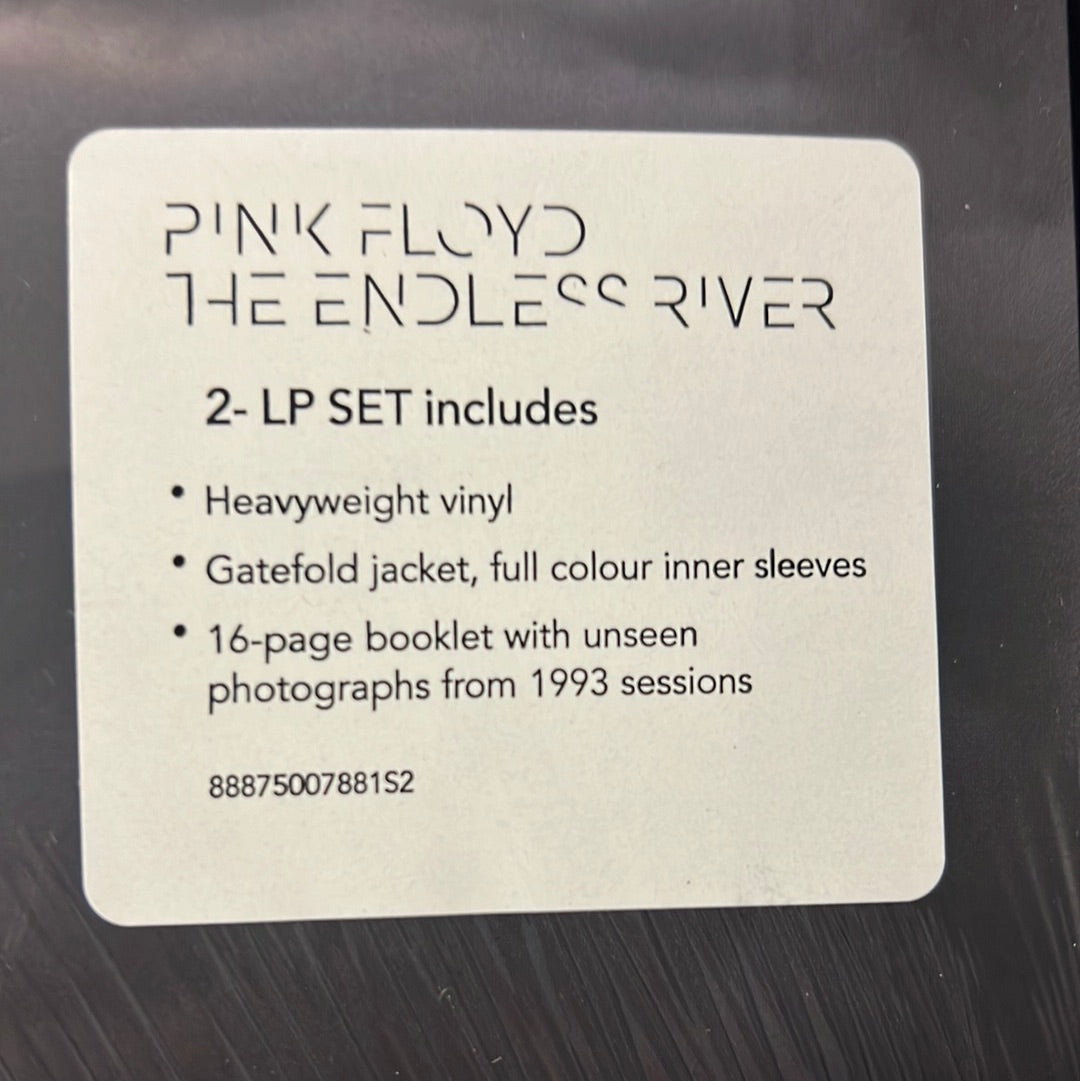 PINK FLOYD
THE ENDLESS RIVER
2- LP SET includes
• Heavyweight vinyl
• Gatefold jacket, full colour inner sleeves
• 16-page booklet with unseen
photographs from 1993 sessions
88875007881S2